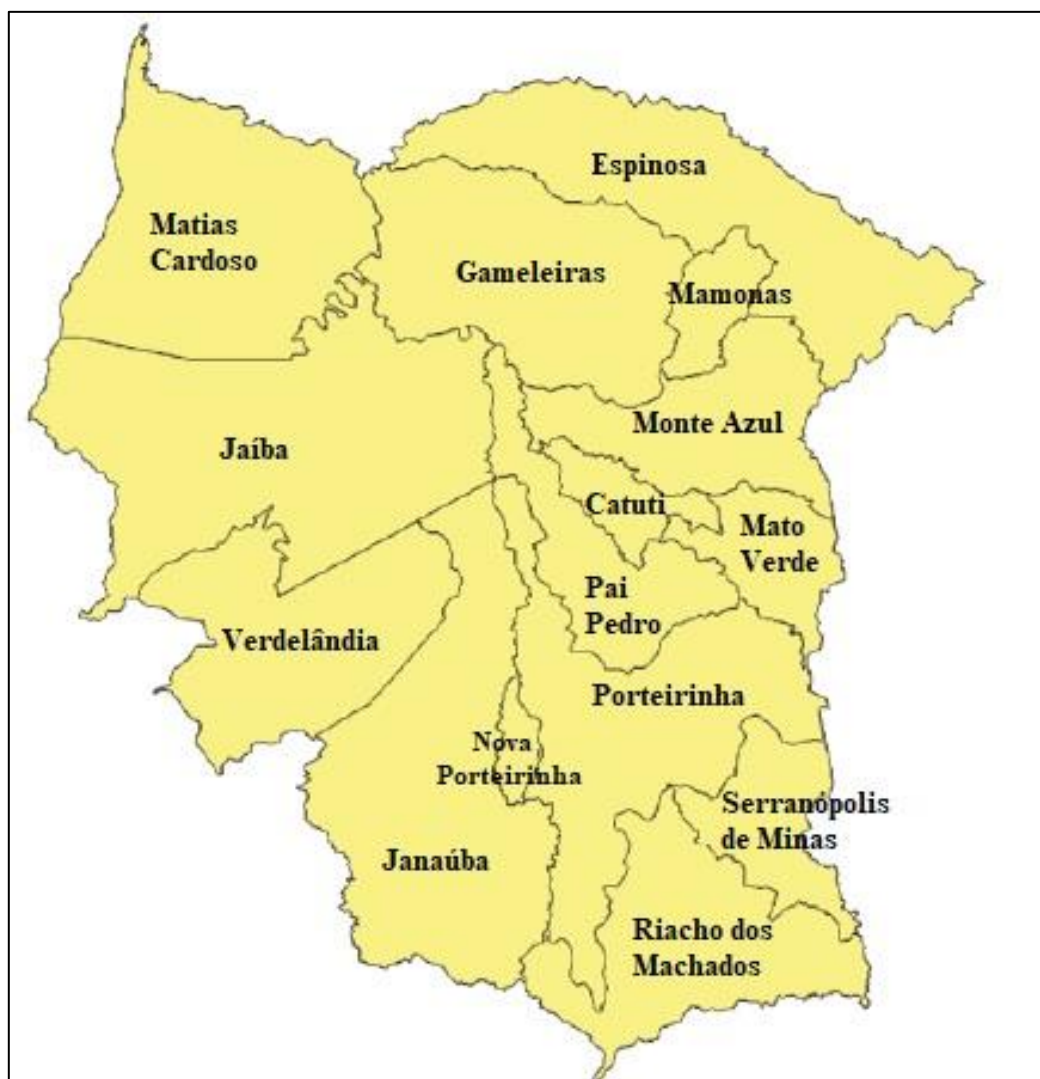 Espinosa
Matias
Cardoso
Gameleiras
Mamonas
Monte Azul
Jaíba
Catuti
Mato
Verde
Pai
Pedro
Verdelândia
Porteirinha
Nova
Porteirinha
Serranópolis
de Minas
Janaúba
Riacho dos
Machados